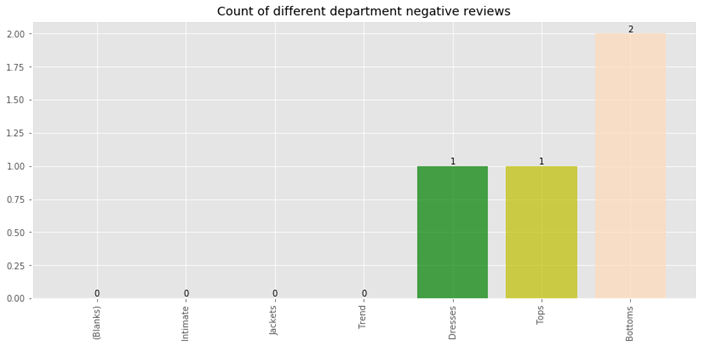 Count of different department negative reviews
2.00
1.75
1.50
1.25
1.00
0.75
0.50
0.25
0.00
0
0
0
0
1
1
2
(Blanks)
Intimate
Jackets
Trend
Dresses
Tops
Bottoms